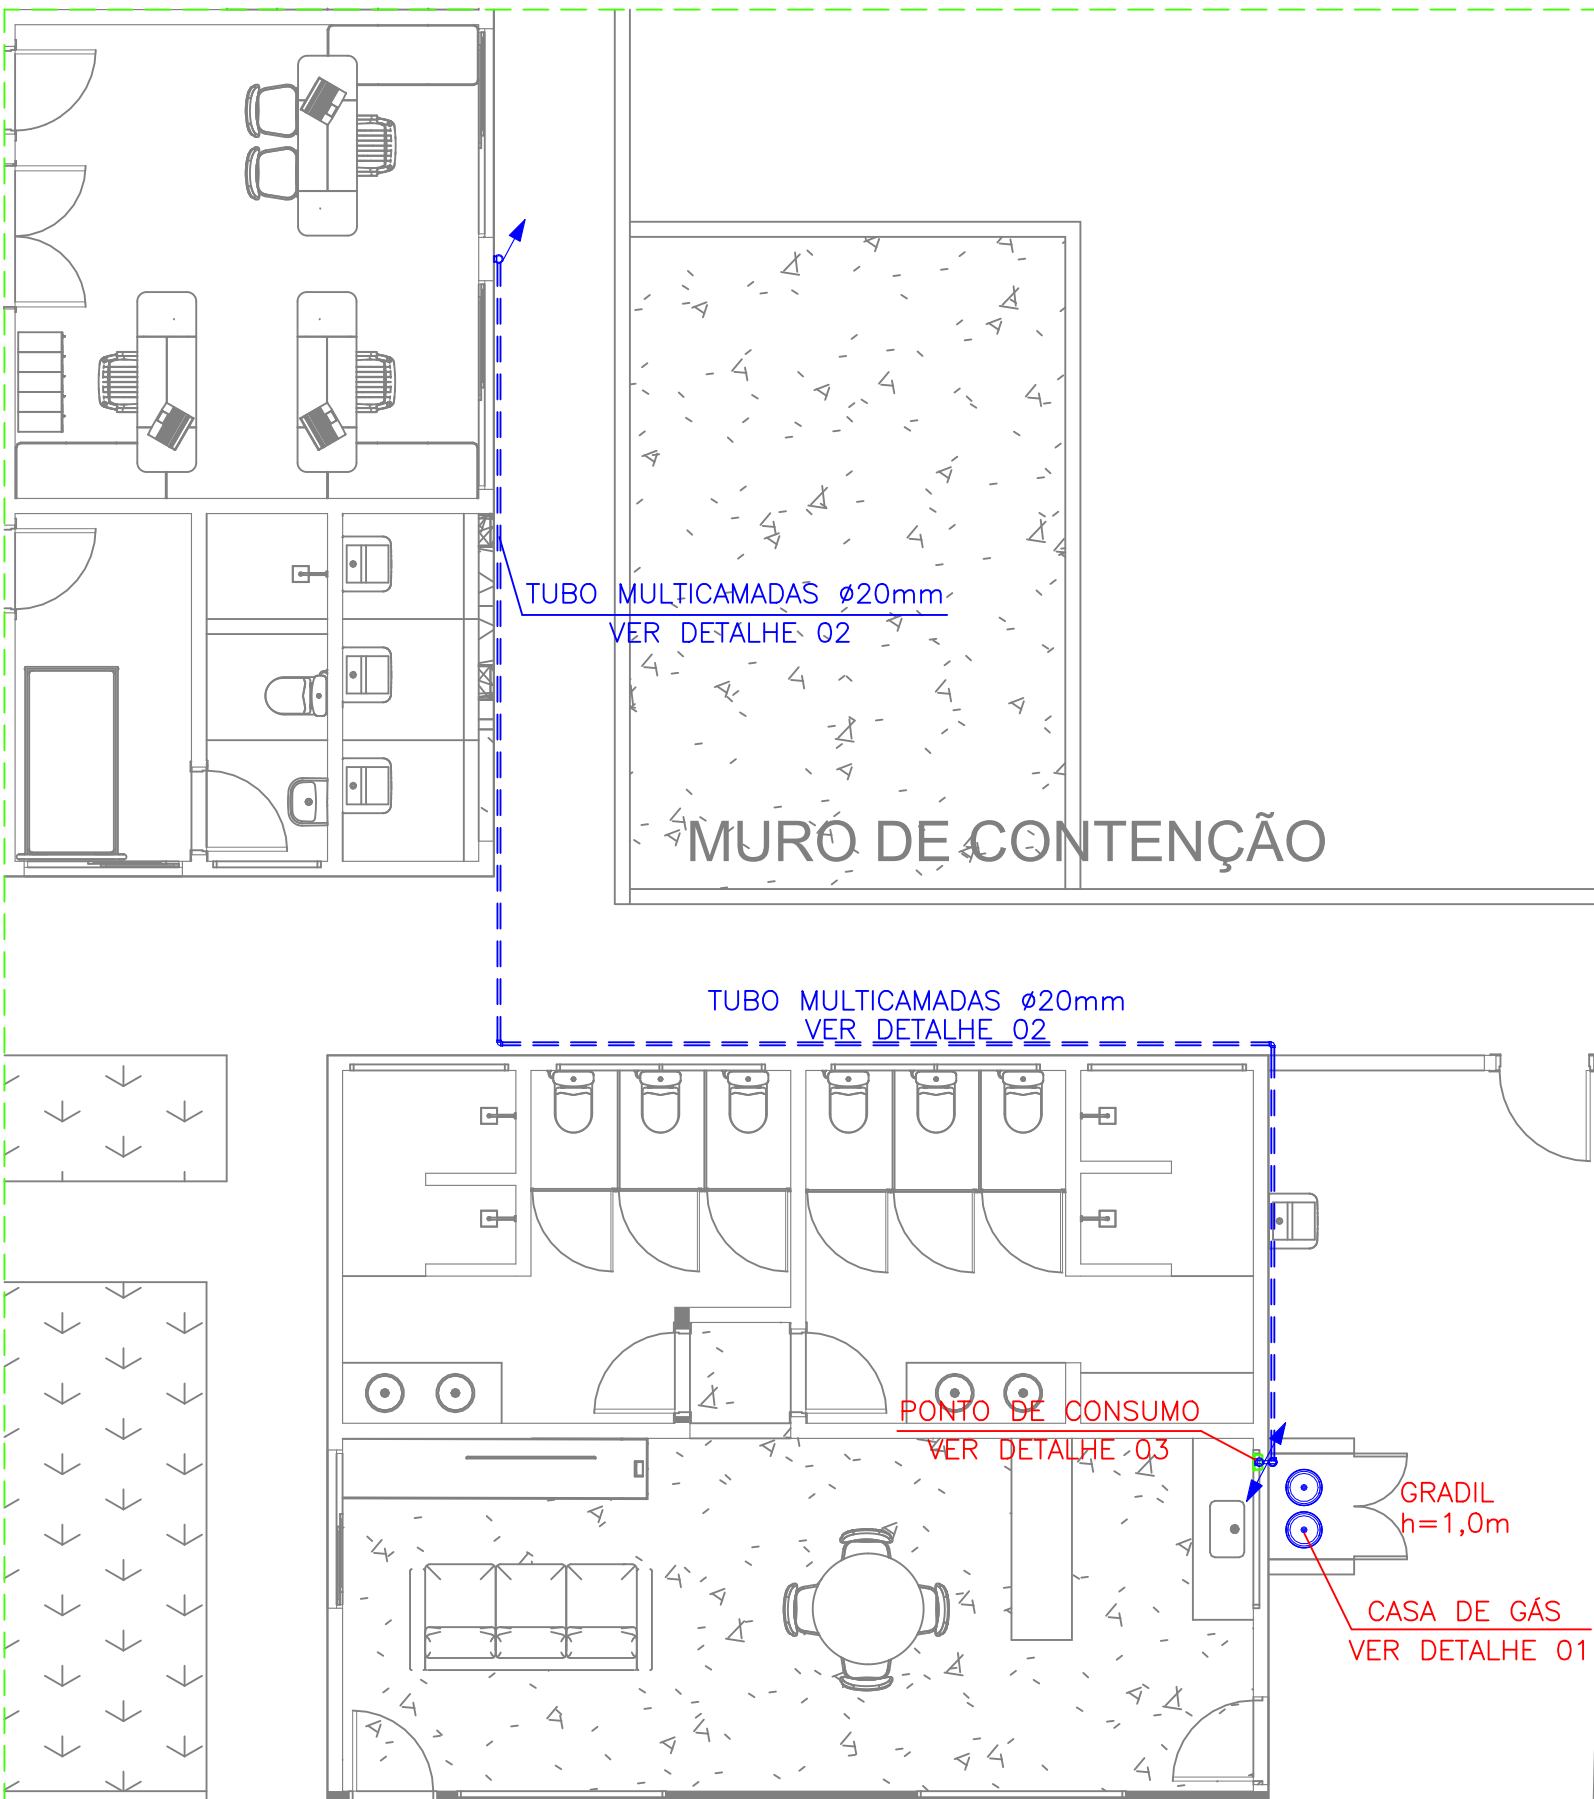 TUBO MULTICAMADAS ø20mm
VER DETALHE 02
MURO DE CONTENÇÃO
TUBO MULTICAMADAS ø20mm
VER DETALHE 02
PONTO DE CONSUMO
VER DETALHE 03
GRADIL
h=1,0m
CASA DE GÁS
VER DETALHE 01